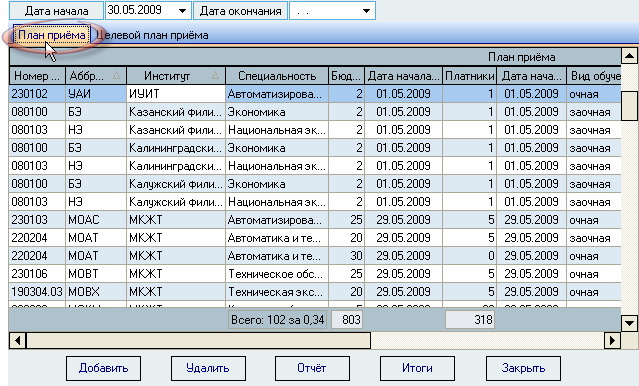 Дата начала 30.05.2009 Дата окончания . .
План приёма Целевой план приёма
План приёма
Номер ... Аббр... Институт Специальность Бюд... Дата начала... Платники Дата нача... Вид обуче
230102 УАИ ИУИТ Автоматизирова... 2 01.05.2009 1 01.05.2009 очная
080100 БЭ Казанский фили... Экономика 2 01.05.2009 1 01.05.2009 заочная
080103 НЭ Казанский фили... Национальная эк... 2 01.05.2009 1 01.05.2009 заочная
080100 БЭ Калининградски... Экономика 2 01.05.2009 1 01.05.2009 заочная
080103 НЭ Калининградски... Национальная эк... 2 01.05.2009 1 01.05.2009 заочная
080100 БЭ Калужский фили... Экономика 2 01.05.2009 1 01.05.2009 заочная
080103 НЭ Калужский фили... Национальная эк... 2 01.05.2009 1 01.05.2009 заочная
230103 МОАС МКЖТ Автоматизирова... 25 29.05.2009 5 29.05.2009 очная
220204 МОАТ МКЖТ Автоматика и те... 20 29.05.2009 5 29.05.2009 заочная
220204 МОАТ МКЖТ Автоматика и те... 30 29.05.2009 0 29.05.2009 очная
230106 МОВТ МКЖТ Техническое обс... 25 29.05.2009 5 29.05.2009 очная
190304.03 МОВХ МКЖТ Техническая экс... 20 29.05.2009 5 29.05.2009 очная
Всего: 102 за 0,34 803 318
Добавить Удалить Отчёт Итоги Закрыть